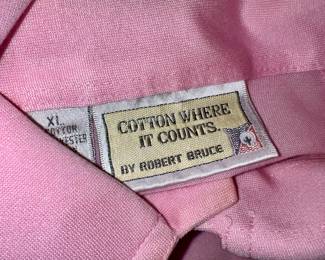 XL
COTTON WHERE
IT COUNTS.
BY ROBERT BRUCE